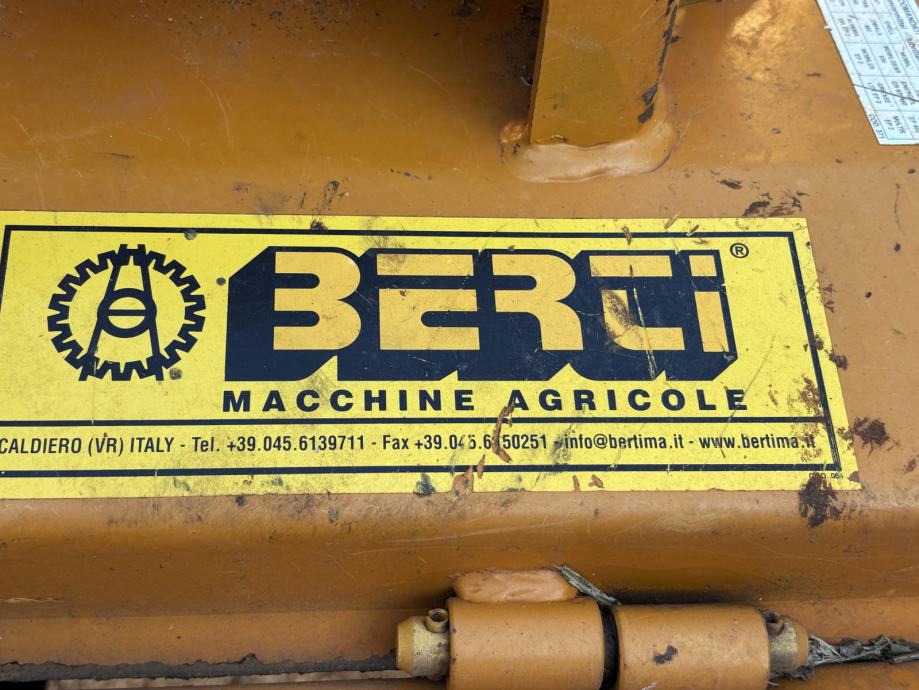 BERTI®
MACCHINE AGRICOLE
CALDIERO (VR) ITALY - Tel. +39.045.6139711 - Fax - info@bertima.it - www.bertima.it